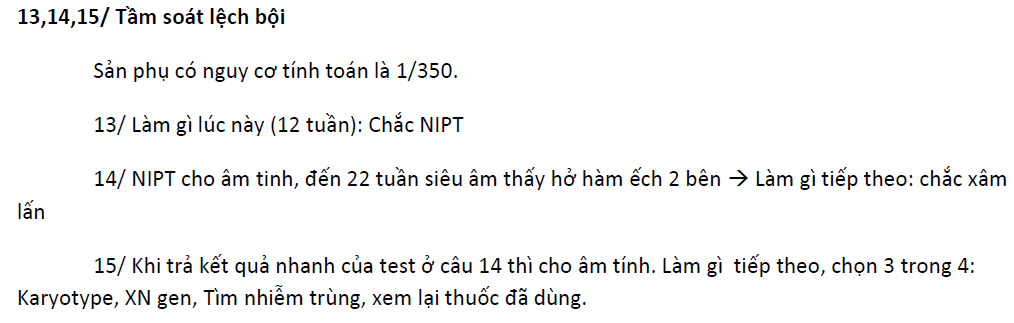 13,14,15/ Tầm soát lệch bội
Sản phụ có nguy cơ tính toán là 1/350.
13/ Làm gì lúc này (12 tuần): Chắc NIPT
14/ NIPT cho âm tinh, đến 22 tuần siêu âm thấy hở hàm ếch 2 bên → Làm gì tiếp theo: chắc xâm
lấn
15/ Khi trả kết quả nhanh của test ở câu 14 thì cho âm tính. Làm gì  tiếp theo, chọn 3 trong 4:
Karyotype, XN gen, Tìm nhiễm trùng, xem lại thuốc đã dùng.